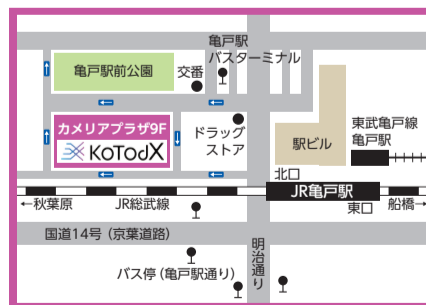 亀戸駅
バスターミナル
亀戸駅前公園
交番
カメリアプラザ9F
KOTodX
ドラッグ
ストア
駅ビル
東武亀戸線
亀戸駅
北口
JR亀戸駅
←秋葉原
JR総武線
東口
船橋→
国道14号（京葉道路）
明治通り
バス停（亀戸駅通り）